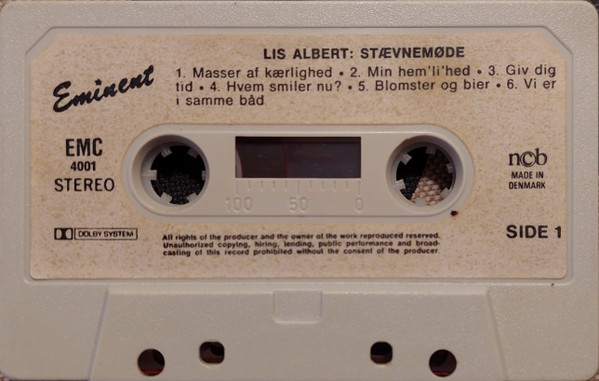 LIS ALBERT: STÆVNEMØDE
Eminent
1. Masser af kærlighed • 2. Min hem'li'hed • 3. Giv dig
tid • 4. Hvem smiler nu? • 5. Blomster og bier • 6. Vi er
i samme båd
EMC
4001
STEREO
100 50 0
ncb
MADE IN
DENMARK
DOLBY SYSTEM
All rights of the producer and the owner of the work reproduced reserved.
Unauthorized copying, hiring, lending, public performance and broad-
casting of this record prohibited without the consent of the producer.
SIDE 1